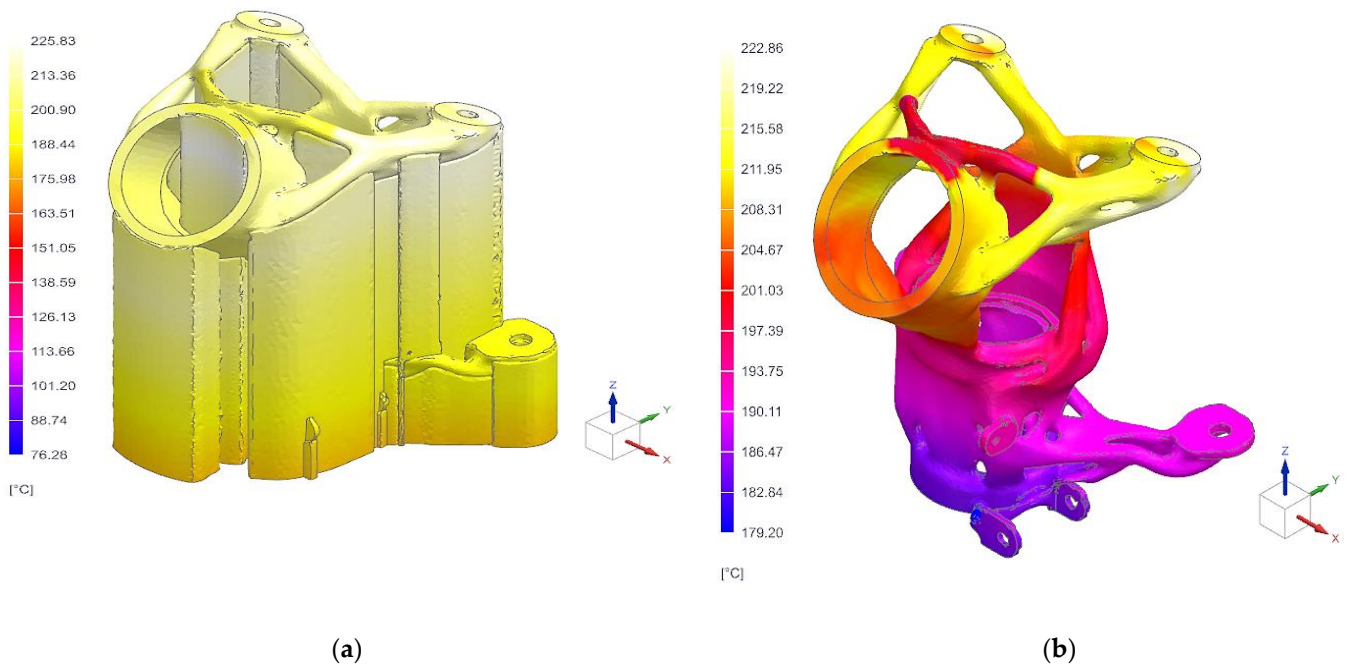 225.83
213.36
200.90
188.44
175.98
163.51
151.05
138.59
126.13
113.66
101.20
88.74
76.28
[°C]
Z
Y
X
(a)
222.86
219.22
215.58
211.95
208.31
204.67
201.03
197.39
193.75
190.11
186.47
182.84
179.20
[°C]
Z
Y
X
(b)